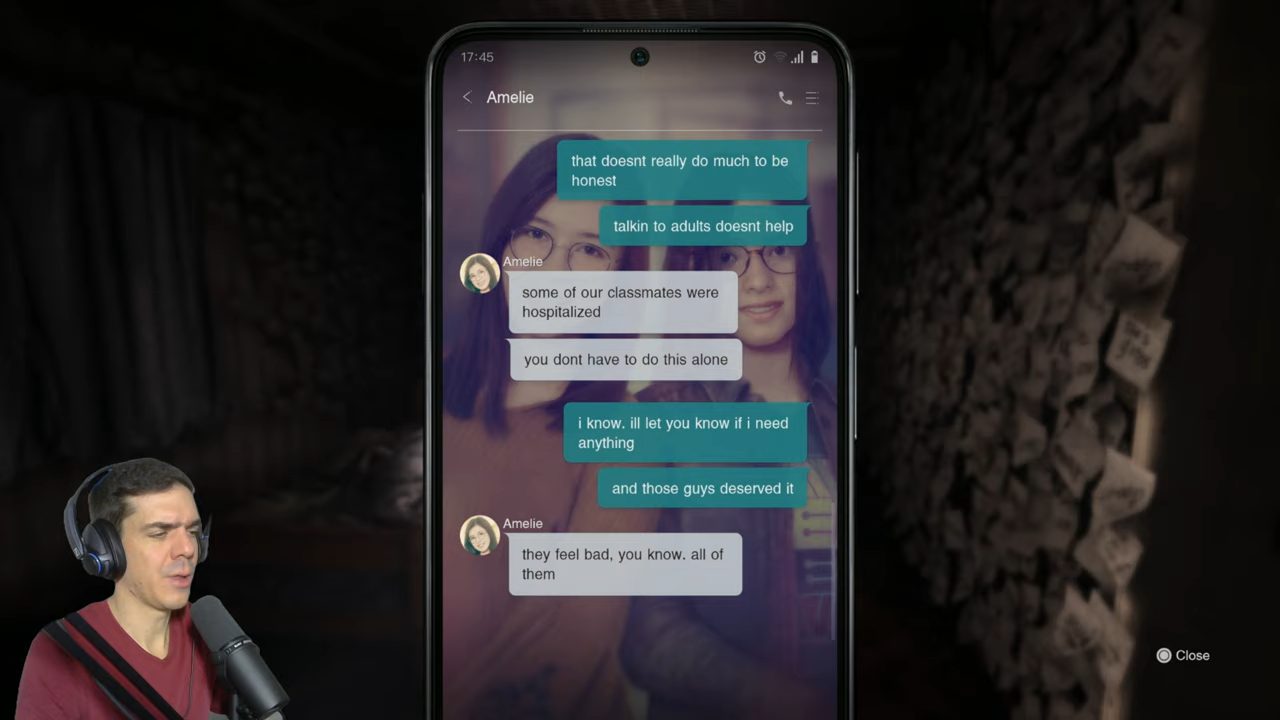 17:45
Amelie
that doesnt really do much to be
honest
talkin to adults doesnt help
Amelie
some of our classmates were
hospitalized
you dont have to do this alone
i know. ill let you know if i need
anything
and those guys deserved it
Amelie
they feel bad, you know. all of
them
Close